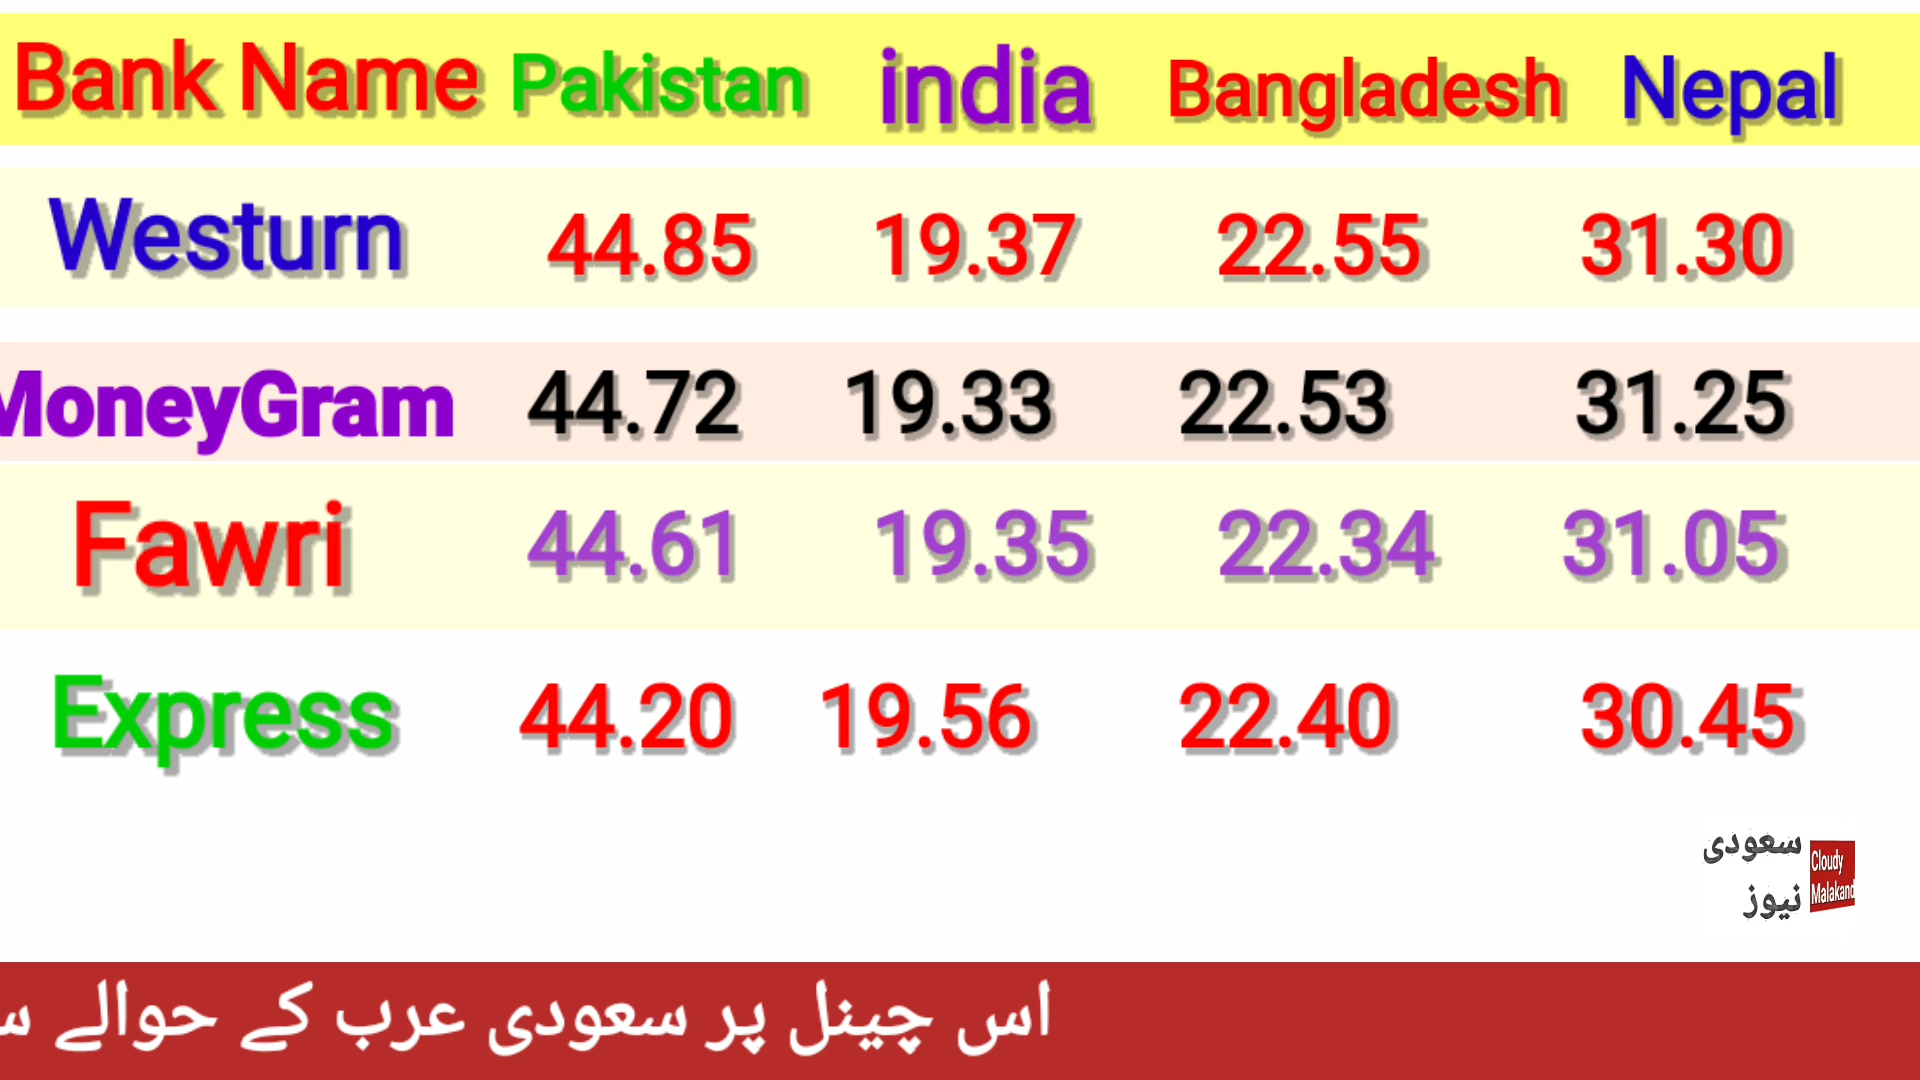 Bank Name Pakistan india Bangladesh Nepal
Westurn 44.85 19.37 22.55 31.30
MoneyGram 44.72 19.33 22.53 31.25
Fawri 44.61 19.35 22.34 31.05
Express 44.20 19.56 22.40 30.45
سعودی
نیوز
Cloudy
Malakand
اس چینل پر سعودی عرب کے حوالے